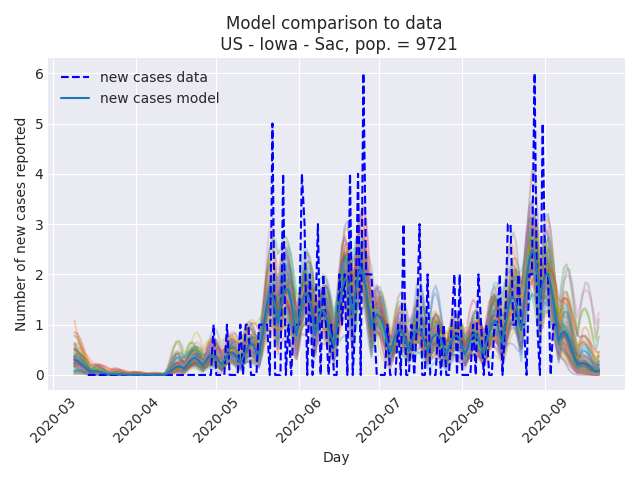 Model comparison to data
US - Iowa - Sac, pop. = 9721
new cases data
new cases model
Number of new cases reported
6
5
4
3
2
1
0
2020-03
2020-04
2020-05
2020-06
2020-07
2020-08
2020-09
Day